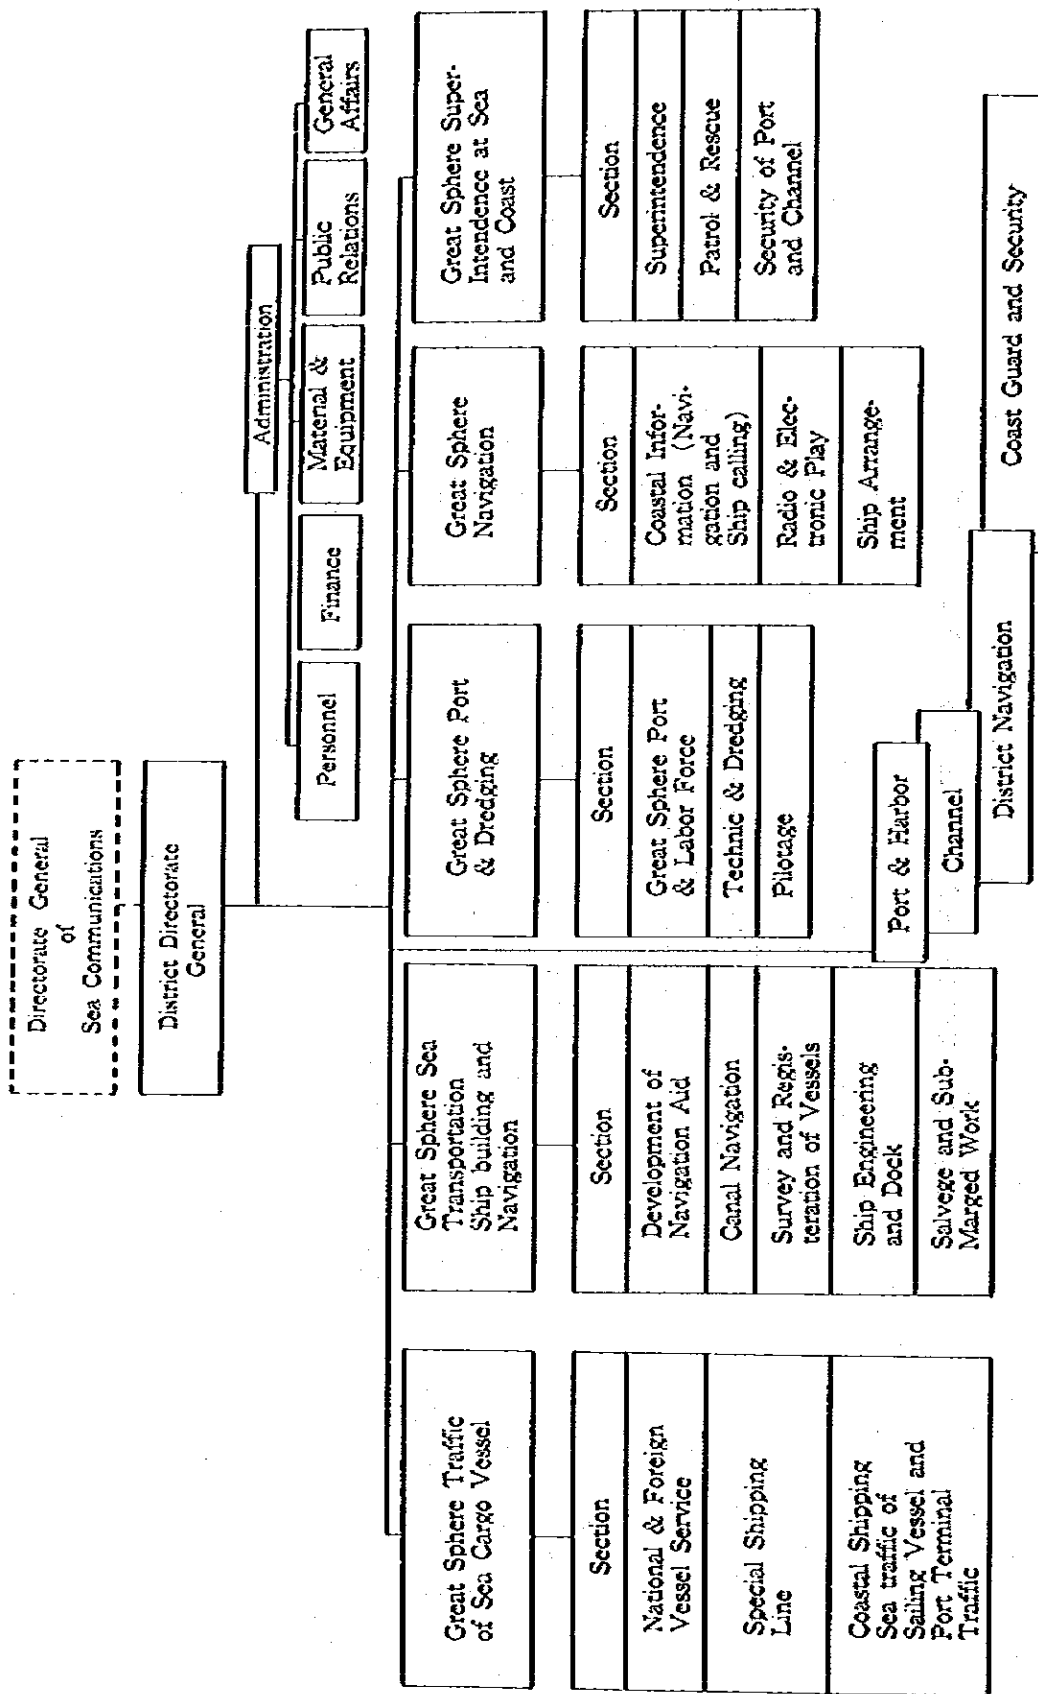 Directorate General
of
Sea Communications
District Directorate
General
Administration
Personnel
Finance
Material &
Equipment
Public
Relations
General
Affairs
Great Sphere Traffic
of Sea Cargo Vessel
Section
National & Foreign
Vessel Service
Special Shipping
Line
Coastal Shipping
Sea traffic of
Sailing Vessel and
Port Terminal
Traffic
Great Sphere Sea
Transportation
Ship building and
Navigation
Section
Development of
Navigation Aid
Canal Navigation
Survey and Regis-
teration of Vessels
Ship Engineering
and Dock
Salvege and Sub-
Marged Work
Great Sphere Port
& Dredging
Section
Great Sphere Port
& Labor Force
Technic & Dredging
Pilotage
Great Sphere
Navigation
Section
Coastal Infor-
mation (Navi-
gation and
Ship calling)
Radio & Elec-
tronic Play
Ship Arrange-
ment
Great Sphere Super-
Intendence at Sea
and Coast
Section
Superintendence
Patrol & Rescue
Security of Port
and Channel
Port & Harbor
Channel
District Navigation
Coast Guard and Security